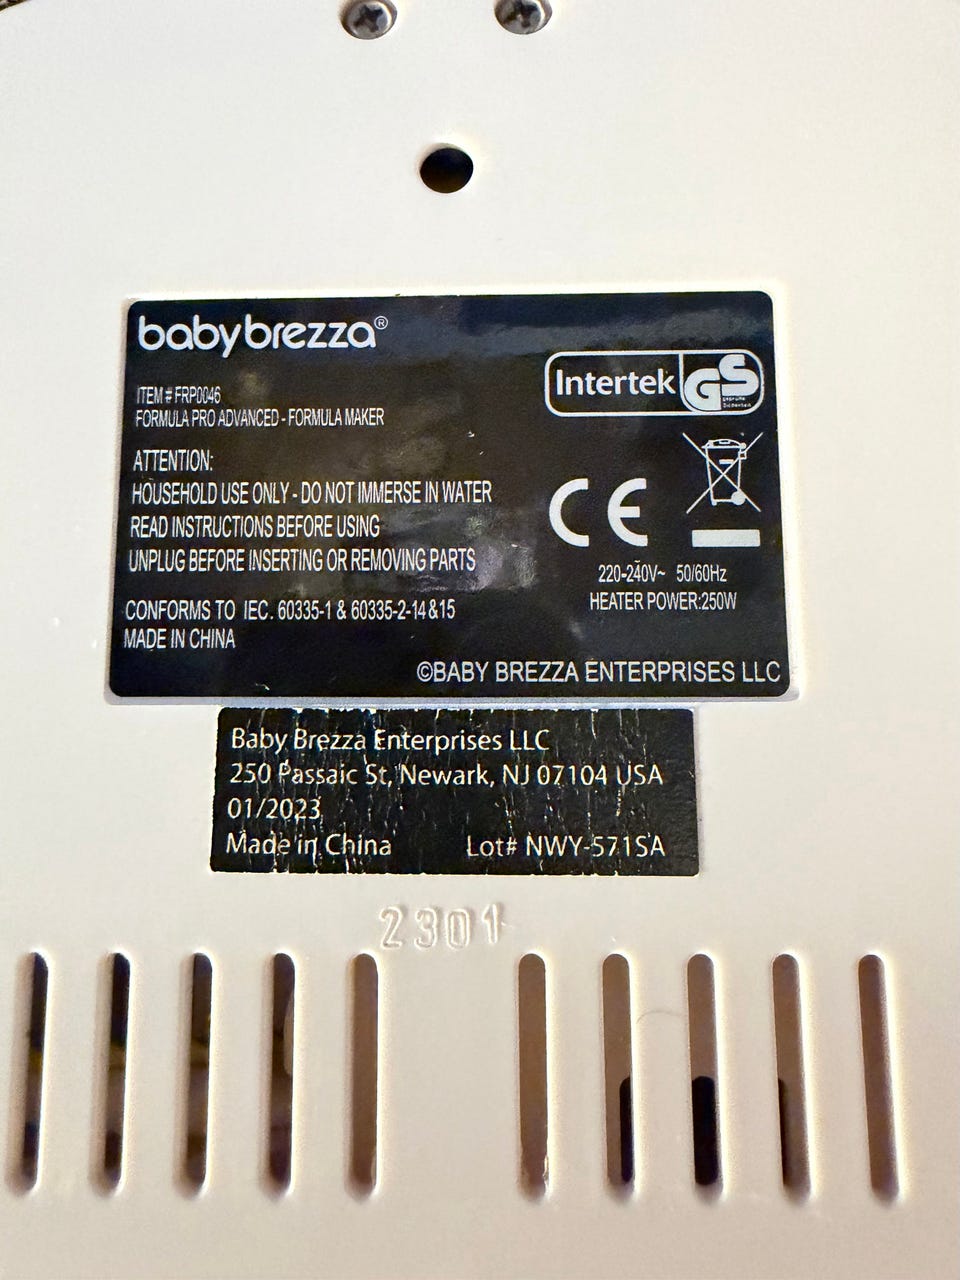 babybrezza®
ITEM # FRP0046
FORMULA PRO ADVANCED - FORMULA MAKER
ATTENTION:
HOUSEHOLD USE ONLY - DO NOT IMMERSE IN WATER
READ INSTRUCTIONS BEFORE USING
UNPLUG BEFORE INSERTING OR REMOVING PARTS
CONFORMS TO IEC. 60335-1 & 60335-2-14&15
MADE IN CHINA
Intertek GS
geprüfte
Sicherheit
CE
220-240V~ 50/60Hz
HEATER POWER:250W
©BABY BREZZA ENTERPRISES LLC
Baby Brezza Enterprises LLC
250 Passaic St, Newark, NJ 07104 USA
01/2023
Made in China Lot# NWY-571SA
2301